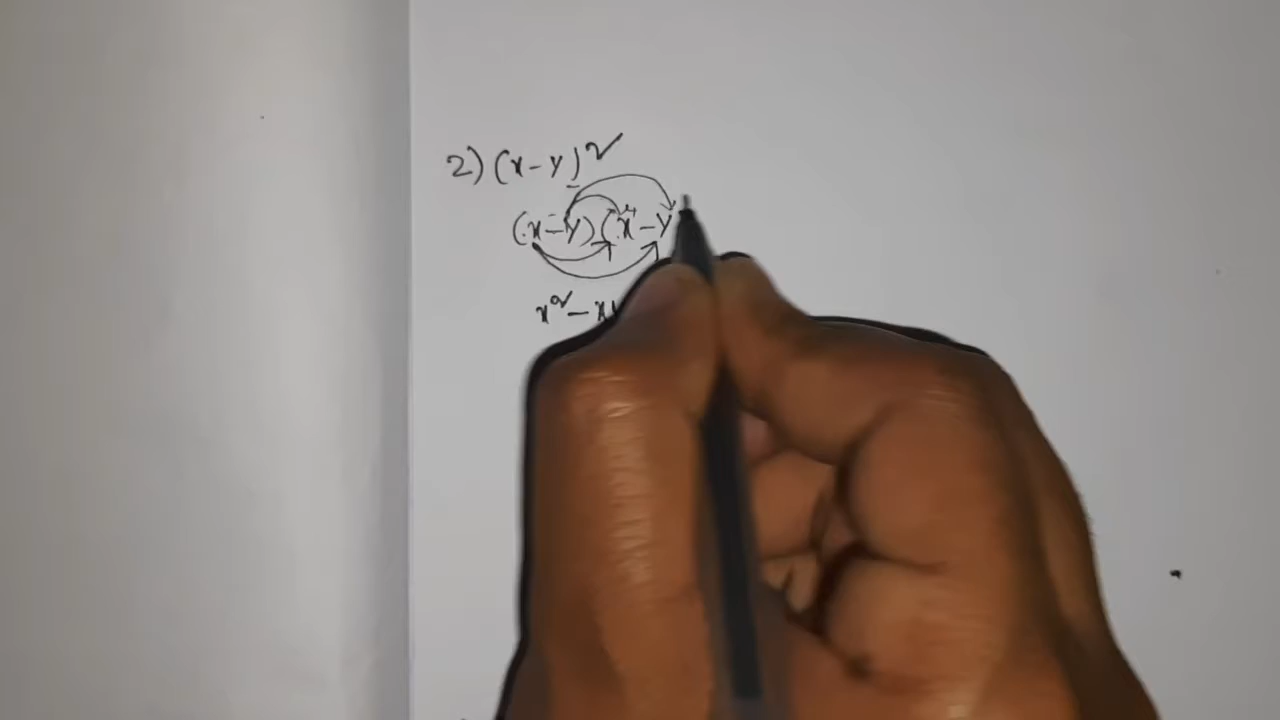 2) (x-y)²
(x-y)(x-y
x² - xy